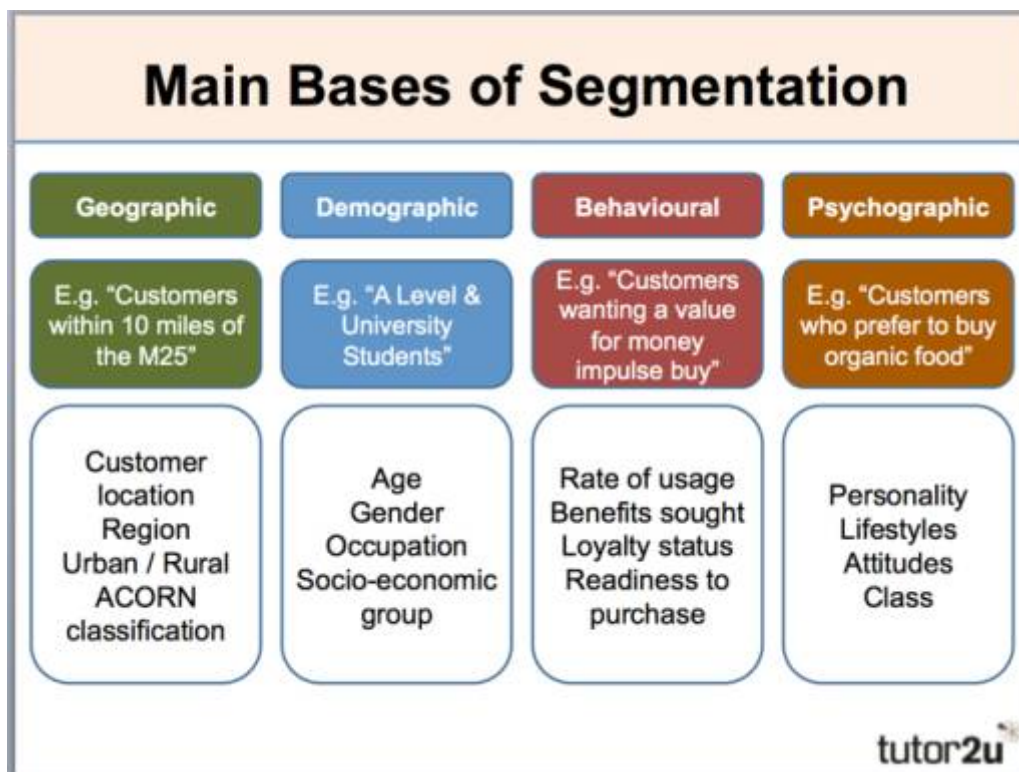 Main Bases of Segmentation
Geographic
Demographic
Behavioural
Psychographic
E.g. “Customers
within 10 miles of
the M25”
E.g. “A Level &
University
Students”
E.g. “Customers
wanting a value
for money
impulse buy”
E.g. “Customers
who prefer to buy
organic food”
Customer
location
Region
Urban / Rural
ACORN
classification
Age
Gender
Occupation
Socio-economic
group
Rate of usage
Benefits sought
Loyalty status
Readiness to
purchase
Personality
Lifestyles
Attitudes
Class
tutor2u